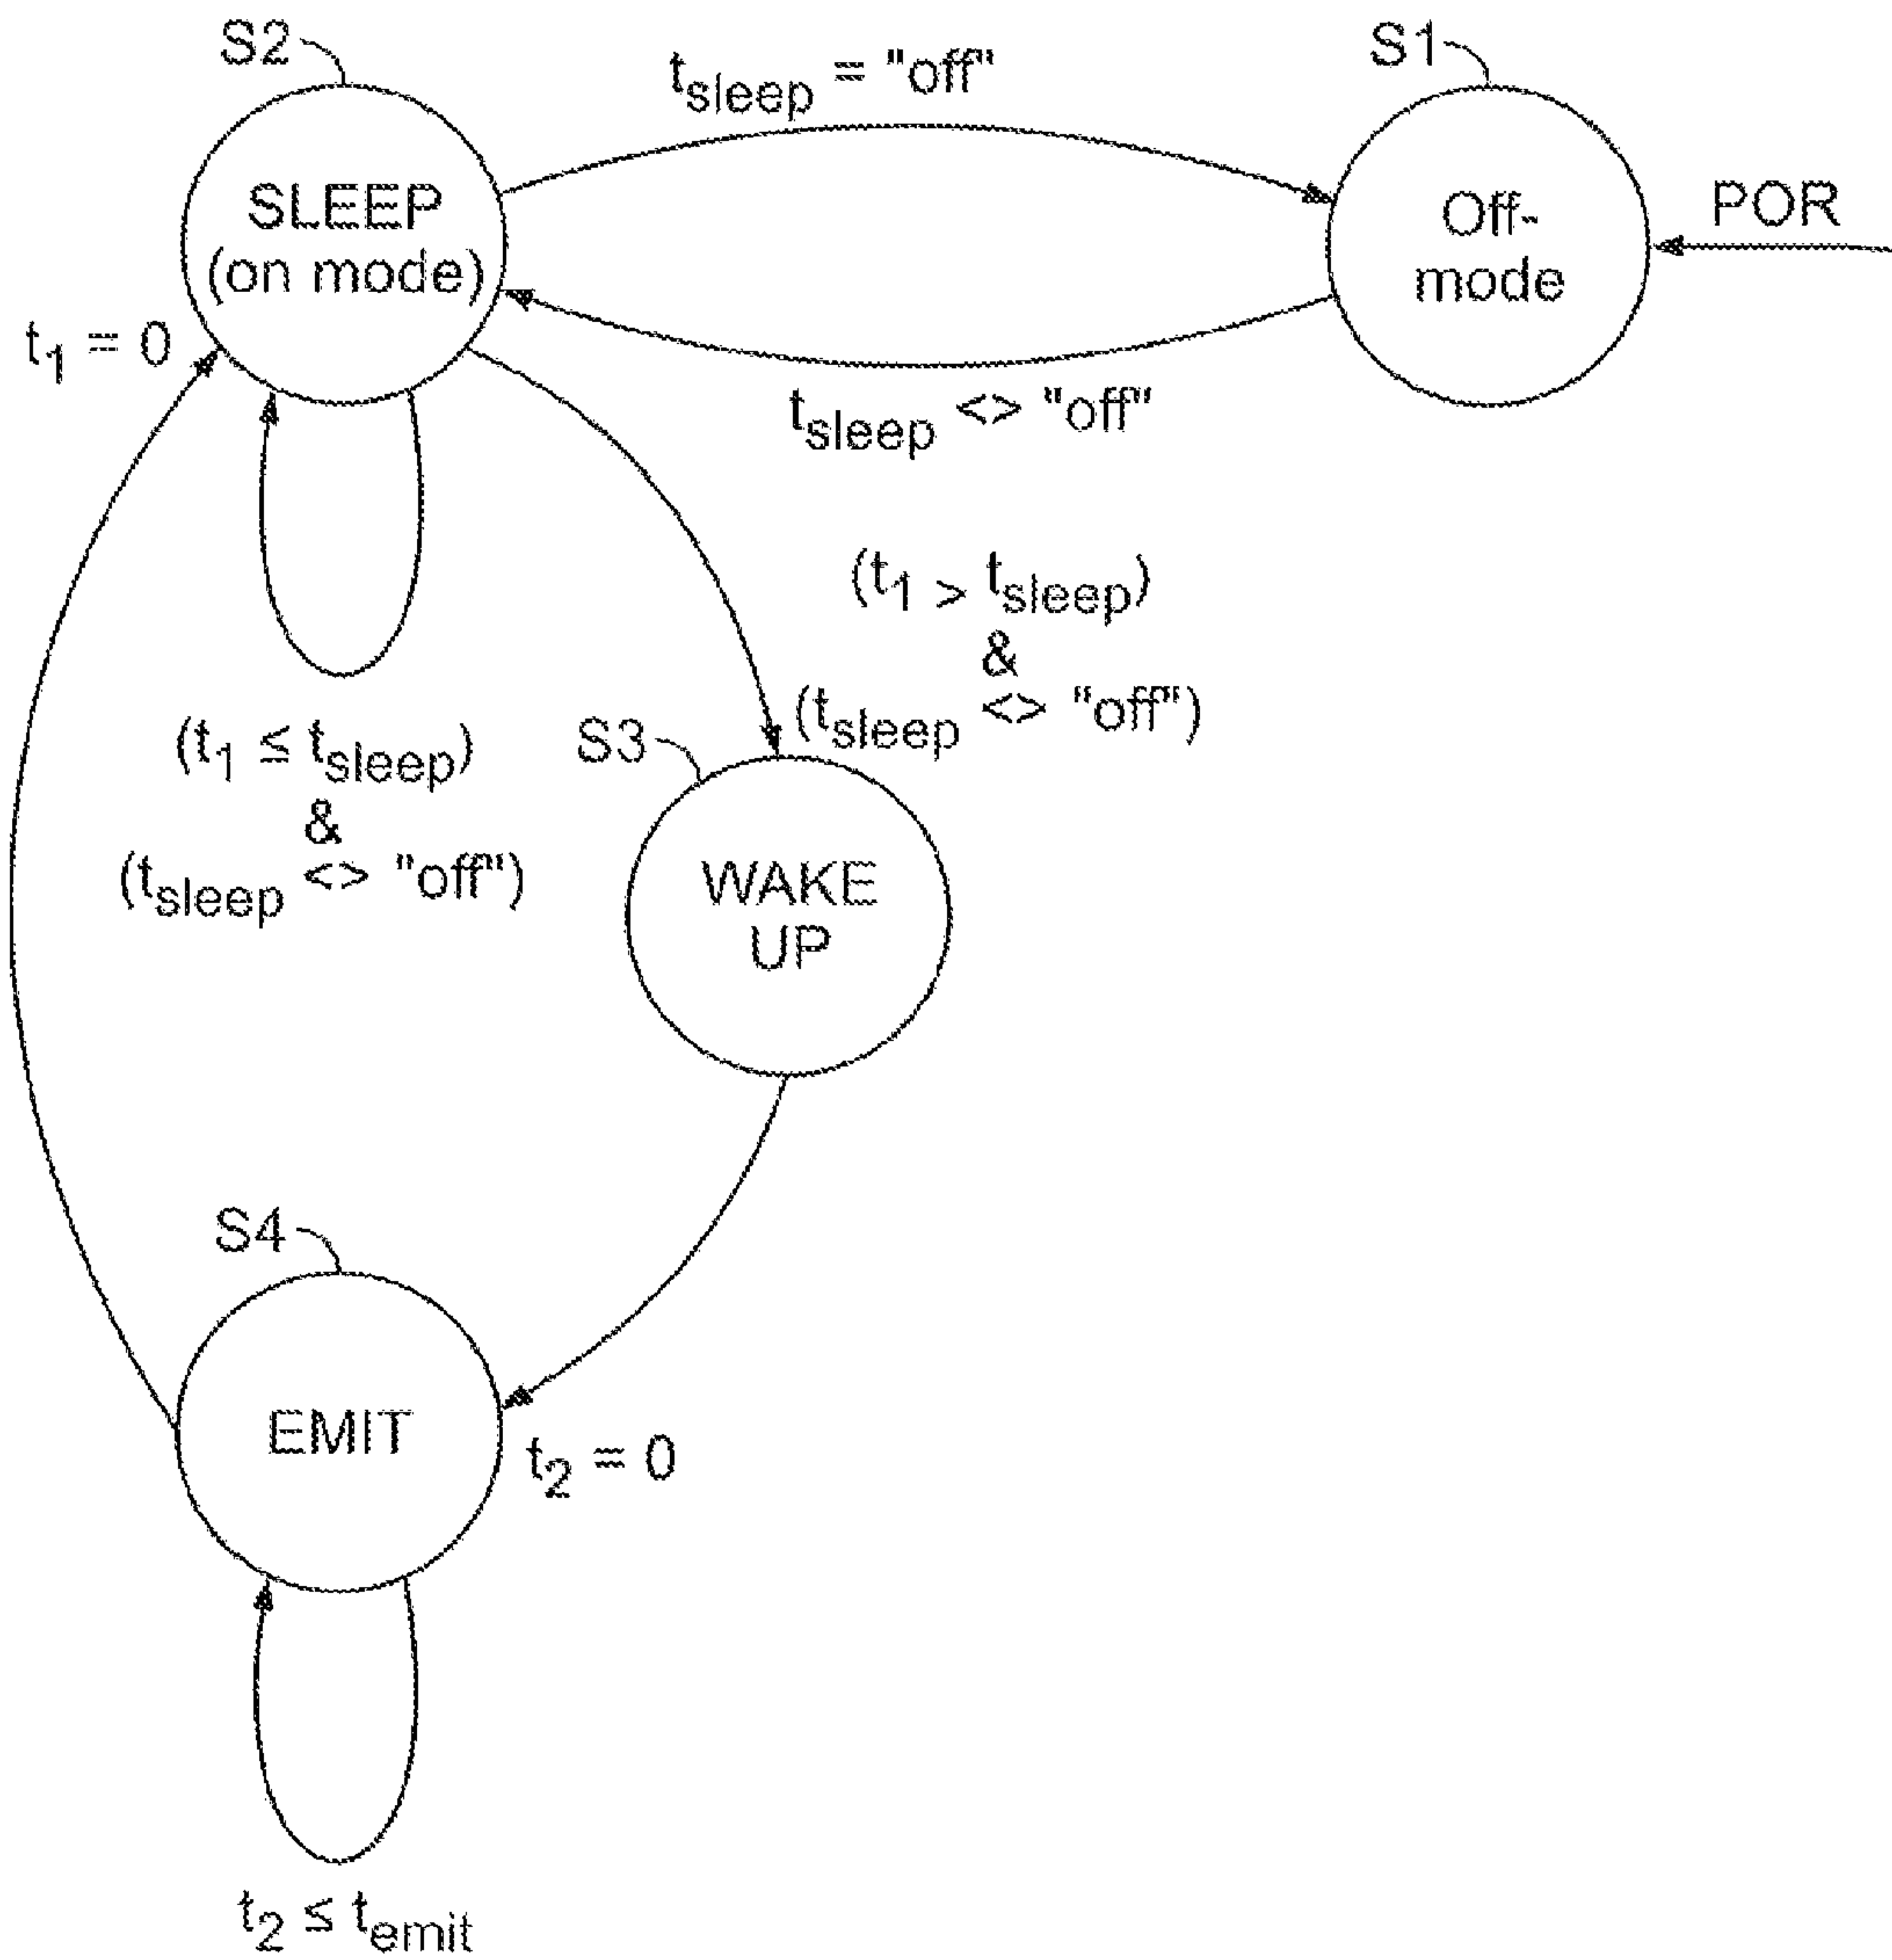 S2
S1
t_sleep = "off"
SLEEP
(on mode)
Off-
mode
POR
t_1 = 0
t_sleep <> "off"
(t_1 > t_sleep)
&
(t_sleep <> "off")
(t_1 ≤ t_sleep)
&
(t_sleep <> "off")
S3
WAKE
UP
S4
EMIT
t_2 = 0
t_2 ≤ t_emit